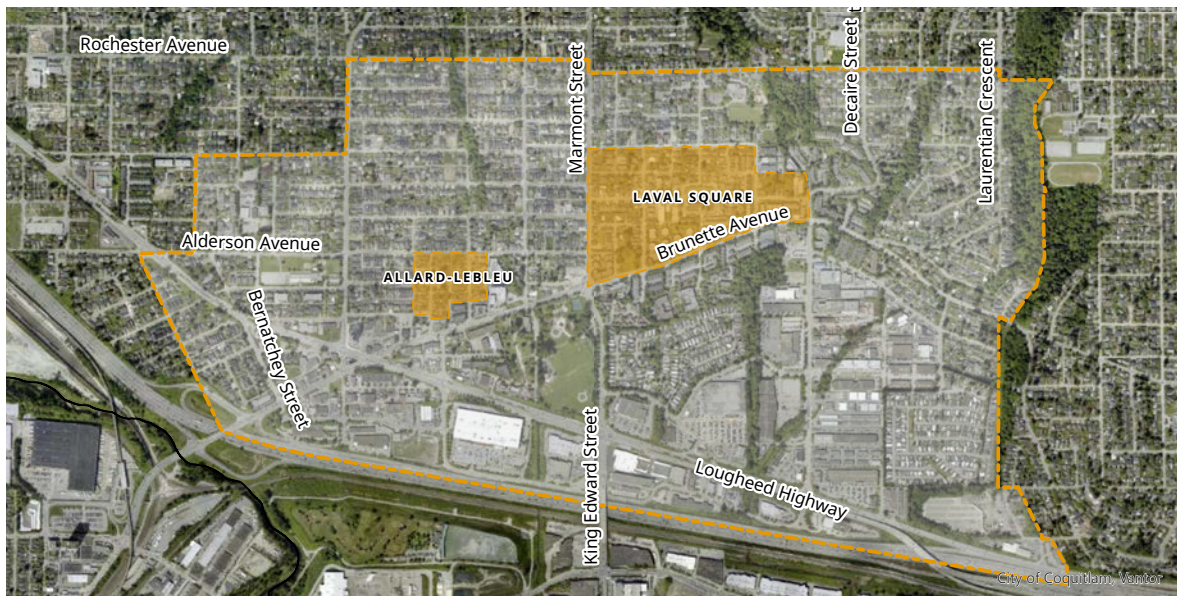 Rochester Avenue
Marmont Street
Decaire Street
Laurentian Crescent
LAVAL SQUARE
Brunette Avenue
Alderson Avenue
ALLARD-LEBLEU
Bernatchey Street
King Edward Street
Lougheed Highway
City of Coquitlam, Vantor